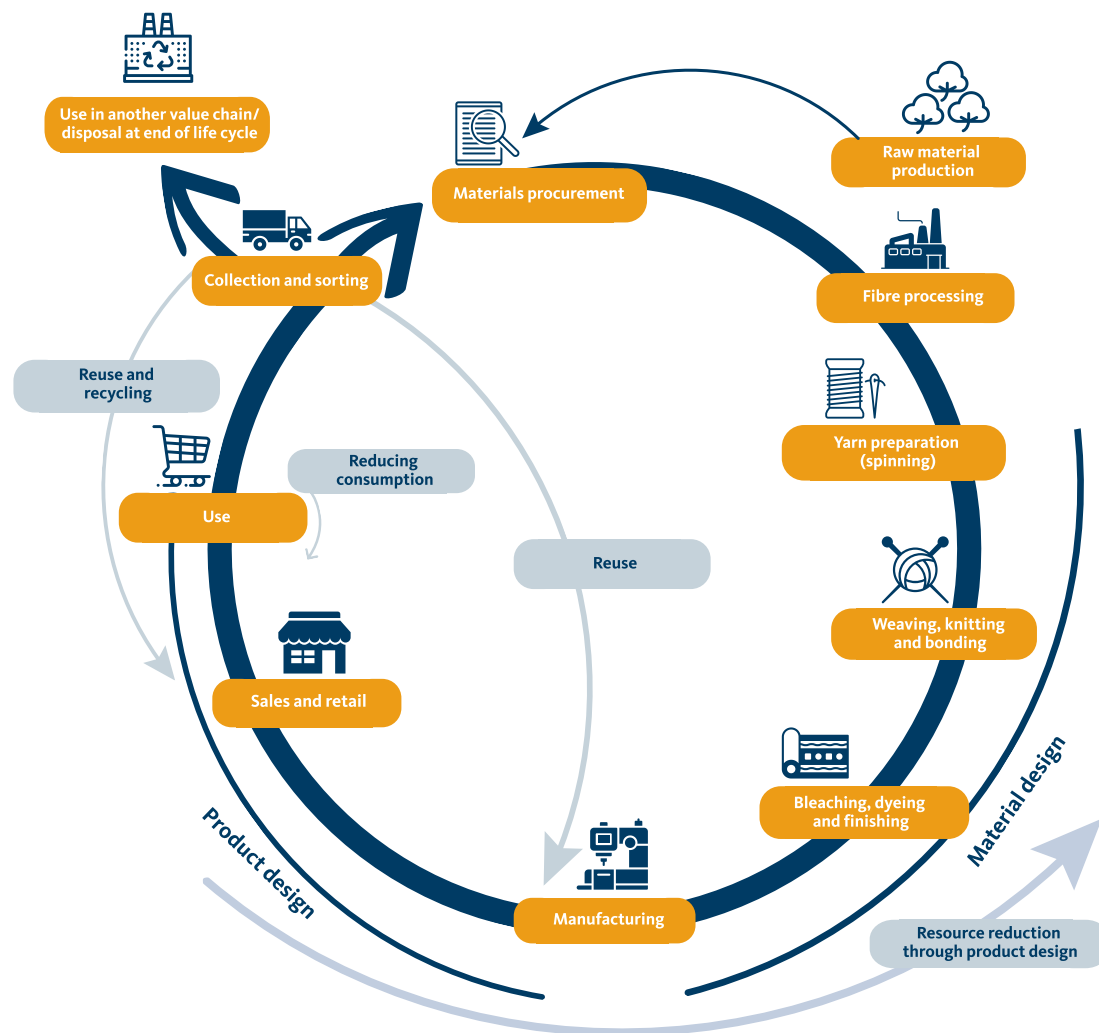 Use in another value chain/
disposal at end of life cycle
Raw material
production
Materials procurement
Collection and sorting
Fibre processing
Reuse and
recycling
Yarn preparation
(spinning)
Reducing
consumption
Use
Reuse
Weaving, knitting
and bonding
Sales and retail
Bleaching, dyeing
and finishing
Material design
Product design
Manufacturing
Resource reduction
through product design